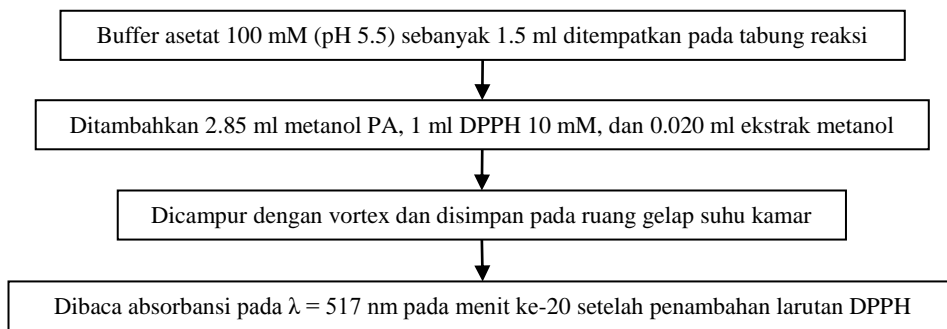 Buffer asetat 100 mM (pH 5.5) sebanyak 1.5 ml ditempatkan pada tabung reaksi
Ditambahkan 2.85 ml metanol PA, 1 ml DPPH 10 mM, dan 0.020 ml ekstrak metanol
Dicampur dengan vortex dan disimpan pada ruang gelap suhu kamar
Dibaca absorbansi pada λ = 517 nm pada menit ke-20 setelah penambahan larutan DPPH